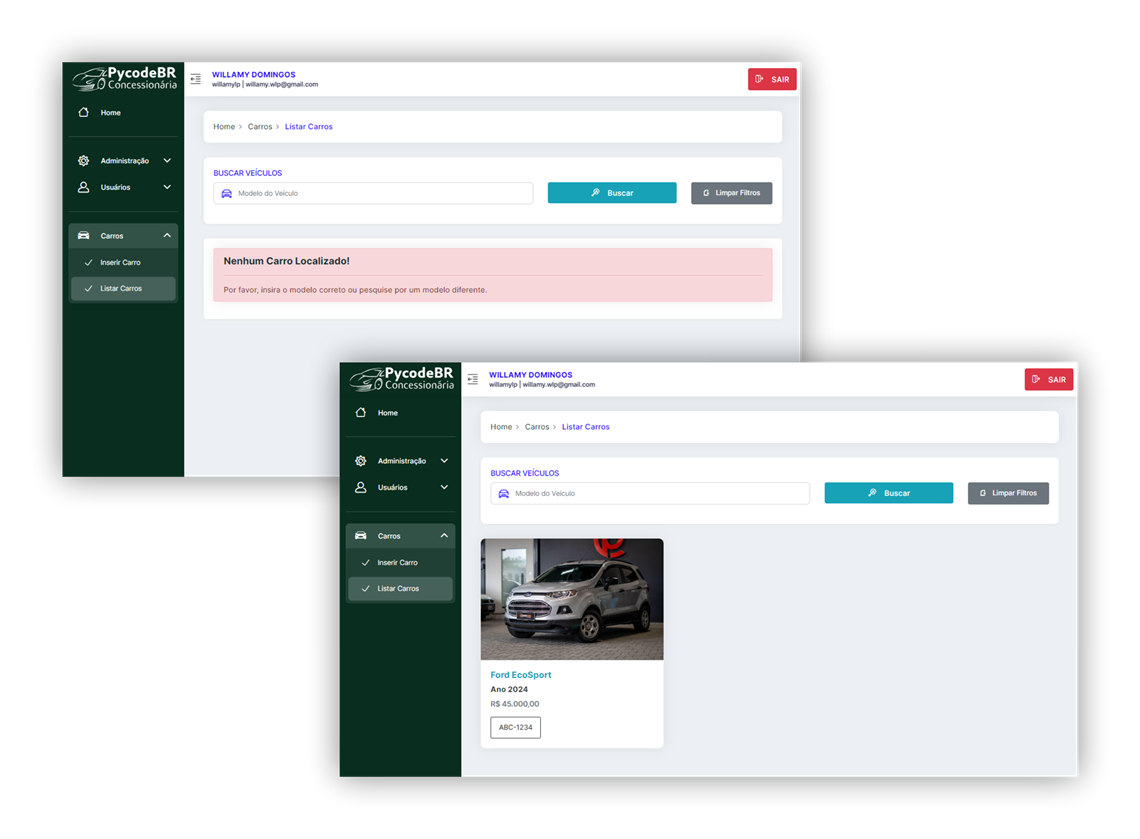 PycodeBR
Concessionária
WILLAMY DOMINGOS
willamylp | willamy.wlp@gmail.com
SAIR
Home
Administração
Usuários
Carros
Inserir Carro
Listar Carros
Home > Carros > Listar Carros
BUSCAR VEÍCULOS
Modelo do Veículo
Buscar
Limpar Filtros
Nenhum Carro Localizado!
Por favor, insira o modelo correto ou pesquise por um modelo diferente.
PycodeBR
Concessionária
WILLAMY DOMINGOS
willamylp | willamy.wlp@gmail.com
SAIR
Home
Administração
Usuários
Carros
Inserir Carro
Listar Carros
Home > Carros > Listar Carros
BUSCAR VEÍCULOS
Modelo do Veículo
Buscar
Limpar Filtros
Ford EcoSport
Ano 2024
R$ 45.000,00
ABC-1234